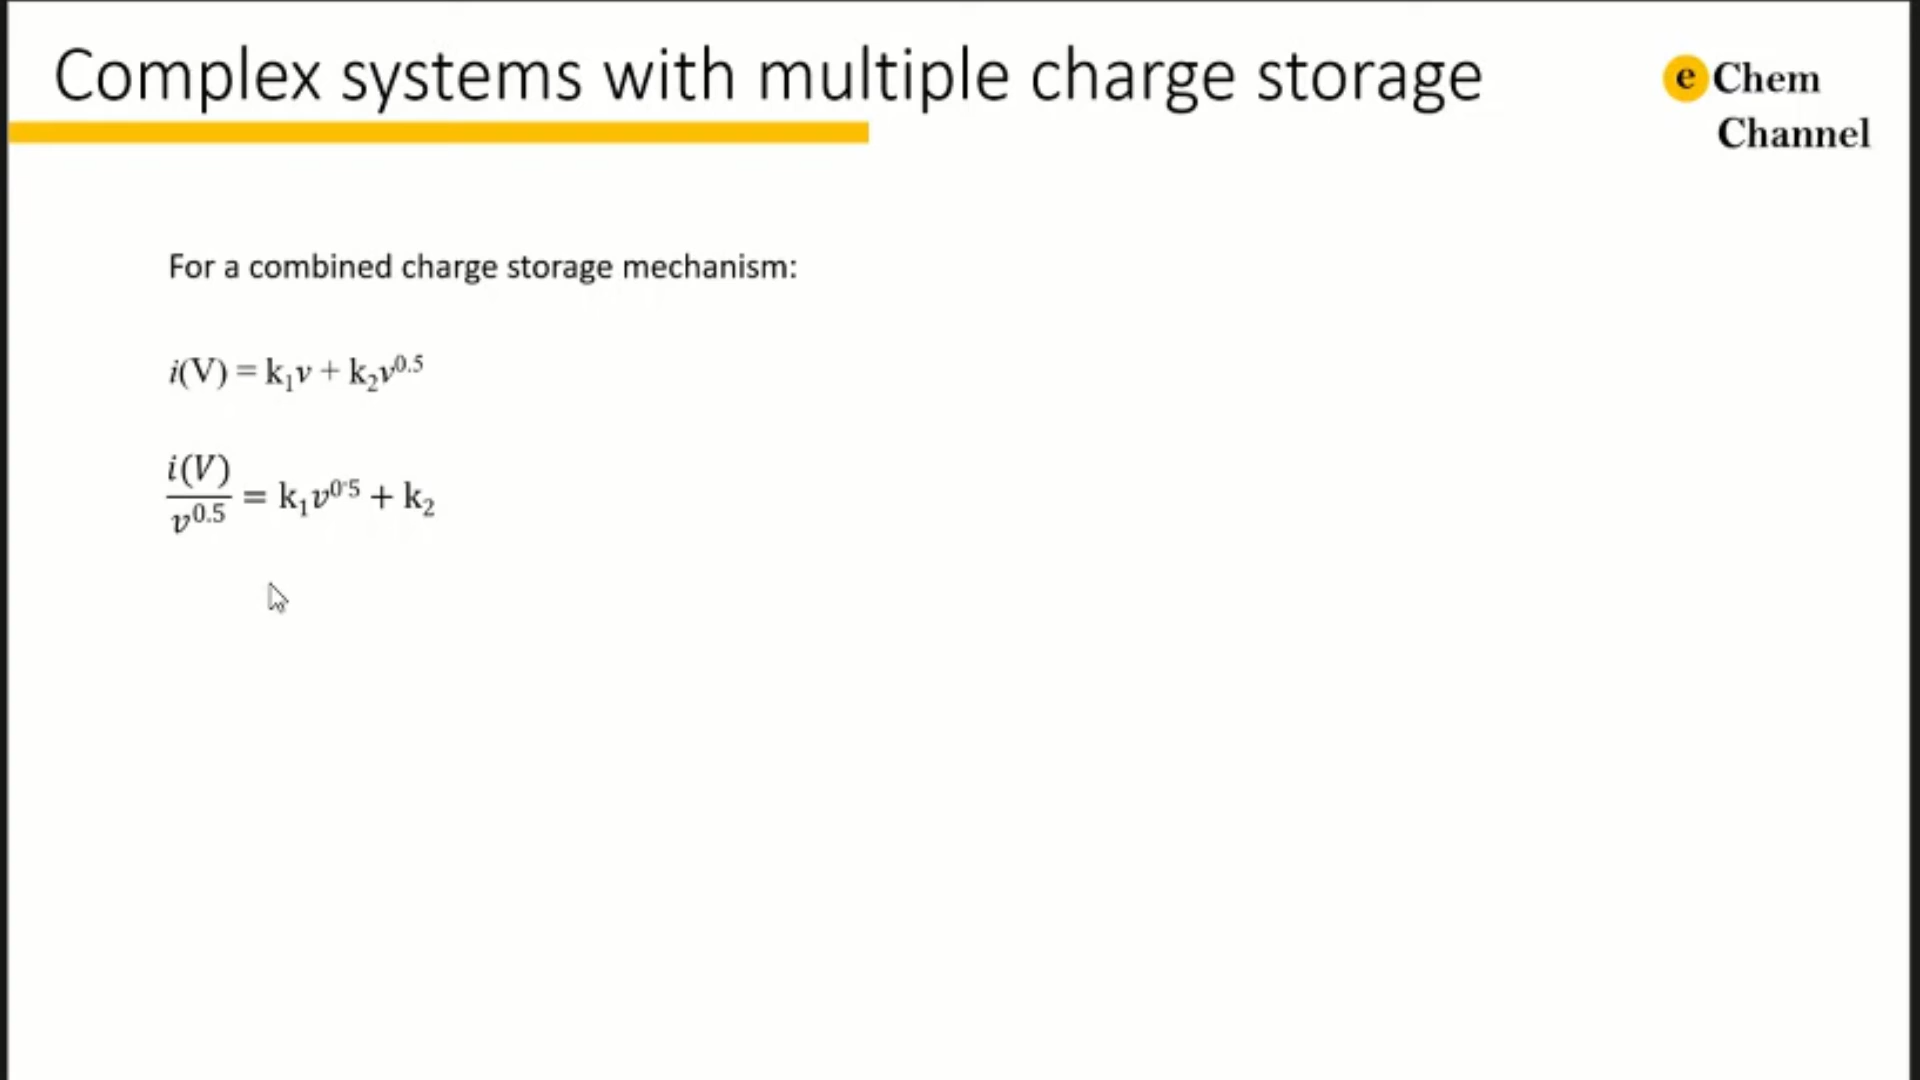 Complex systems with multiple charge storage
e Chem
Channel
For a combined charge storage mechanism:
i(V) = k₁v + k₂v^0.5
i(V)/v^0.5 = k₁v^0.5 + k₂